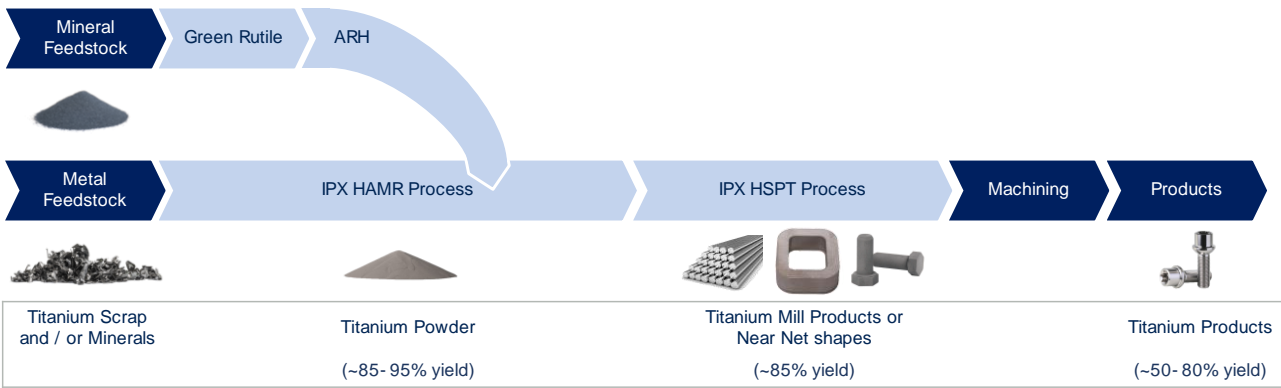 Mineral
Feedstock
Green Rutile
ARH
Metal
Feedstock
IPX HAMR Process
IPX HSPT Process
Machining
Products
Titanium Scrap
and / or Minerals
Titanium Powder
(~85- 95% yield)
Titanium Mill Products or
Near Net shapes
(~85% yield)
Titanium Products
(~50- 80% yield)